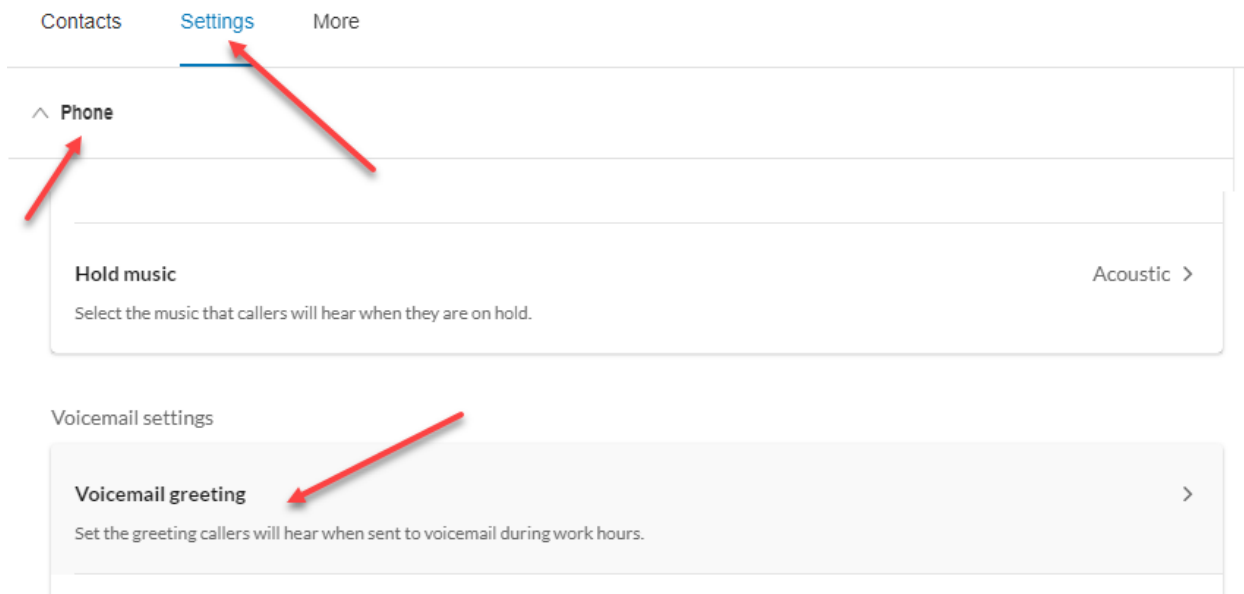 Contacts Settings More
Phone
Hold music Acoustic
Select the music that callers will hear when they are on hold.
Voicemail settings
Voicemail greeting
Set the greeting callers will hear when sent to voicemail during work hours.